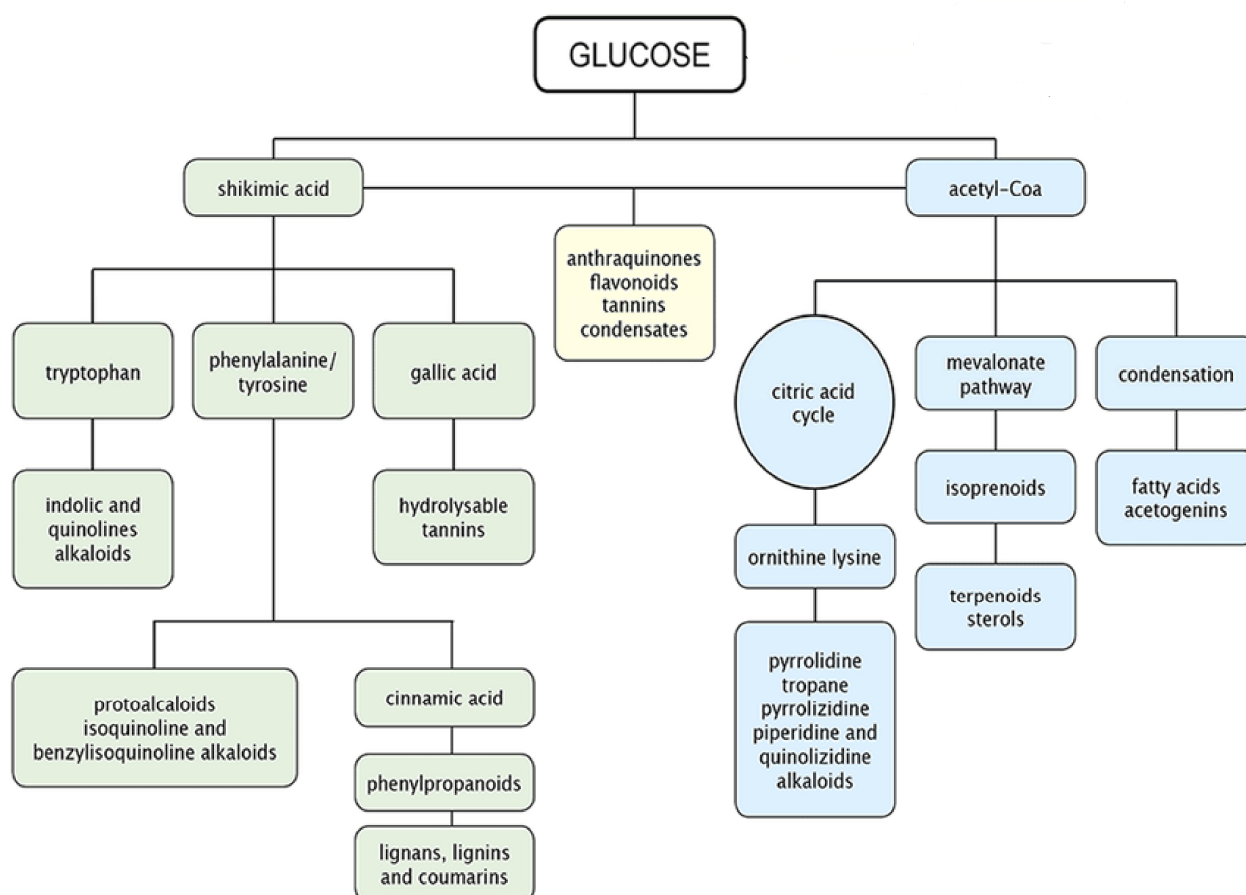 GLUCOSE
shikimic acid
acetyl-Coa
anthraquinones
flavonoids
tannins
condensates
tryptophan
phenylalanine/
tyrosine
gallic acid
citric acid
cycle
mevalonate
pathway
condensation
indolic and
quinolines
alkaloids
hydrolysable
tannins
isoprenoids
fatty acids
acetogenins
ornithine lysine
terpenoids
sterols
protoalcaloids
isoquinoline and
benzylisoquinoline alkaloids
cinnamic acid
pyrrolidine
tropane
pyrrolizidine
piperidine and
quinolizidine
alkaloids
phenylpropanoids
lignans, lignins
and coumarins